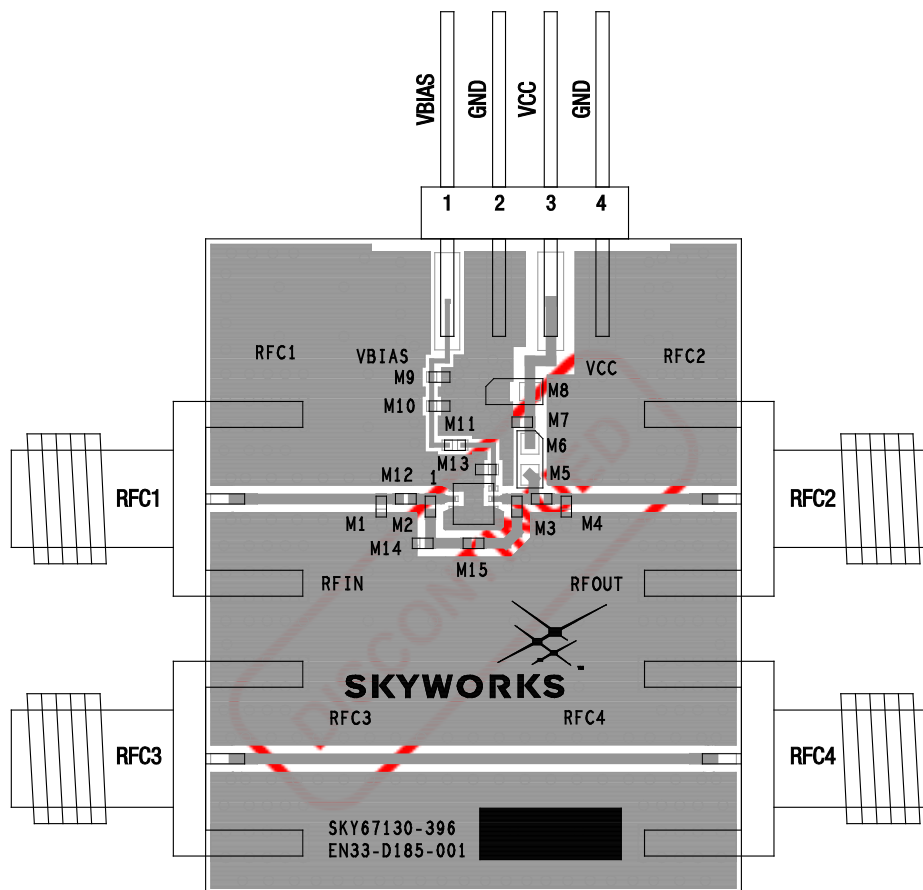 VBIAS GND VCC GND
1 2 3 4
RFC1 VBIAS VCC RFC2
M9 M8
M10 M7
M11 M6
M13 M5
M12 1
RFC1 RFC2
M1 M2 M3 M4
M14
M15
RFIN RFOUT
DISCONTINUED
SKYWORKS
RFC3 RFC4
RFC3 RFC4
SKY67130-396
EN33-D185-001